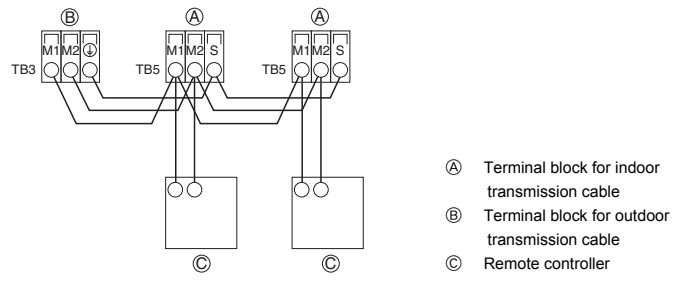 Ⓑ Ⓐ Ⓐ
M1 M2 ⏚ M1 M2 S M1 M2 S
TB3 TB5 TB5
Ⓒ Ⓒ
Ⓐ Terminal block for indoor
transmission cable
Ⓑ Terminal block for outdoor
transmission cable
Ⓒ Remote controller